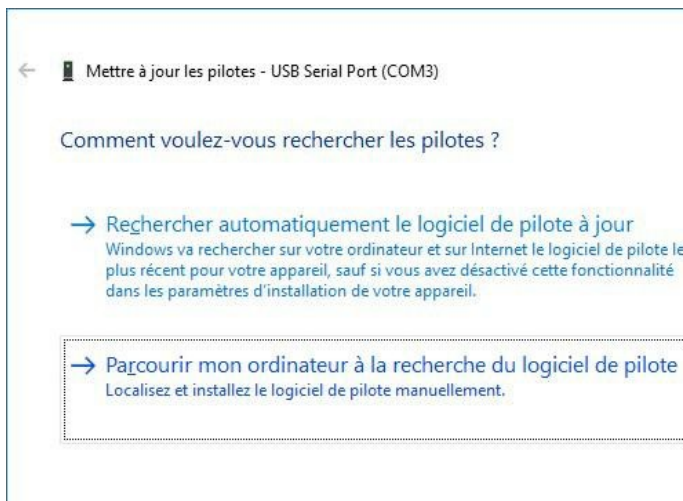 Mettre à jour les pilotes - USB Serial Port (COM3)
Comment voulez-vous rechercher les pilotes ?
Rechercher automatiquement le logiciel de pilote à jour
Windows va rechercher sur votre ordinateur et sur Internet le logiciel de pilote le
plus récent pour votre appareil, sauf si vous avez désactivé cette fonctionnalité
dans les paramètres d'installation de votre appareil.
Parcourir mon ordinateur à la recherche du logiciel de pilote
Localisez et installez le logiciel de pilote manuellement.